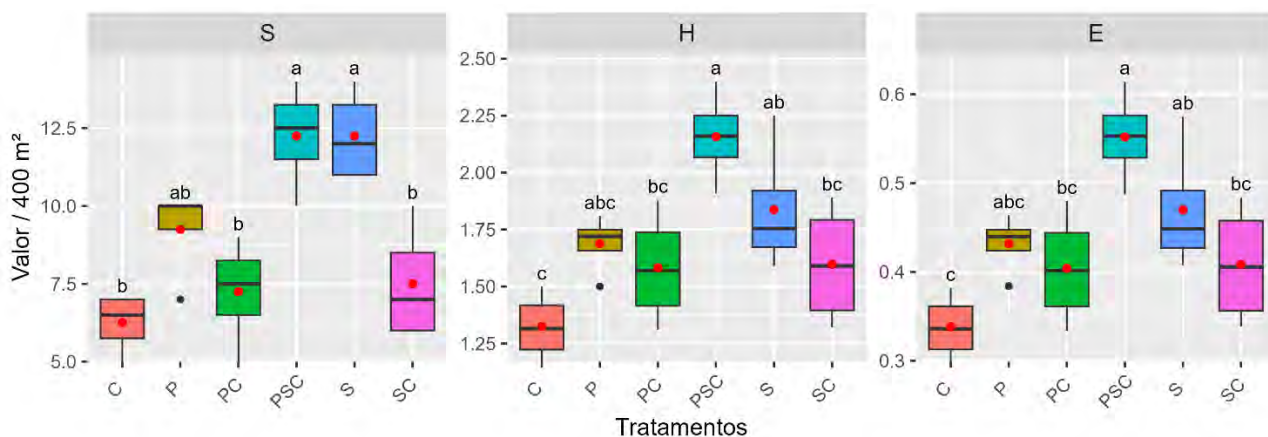 S
H
E
Valor / 400 m²
12.5
10.0
7.5
5.0
b
ab
b
a
a
b
C
P
PC
PSC
S
SC
2.50
2.25
2.00
1.75
1.50
1.25
c
abc
bc
a
ab
bc
C
P
PC
PSC
S
SC
0.6
0.5
0.4
0.3
c
abc
bc
a
ab
bc
C
P
PC
PSC
S
SC
Tratamentos